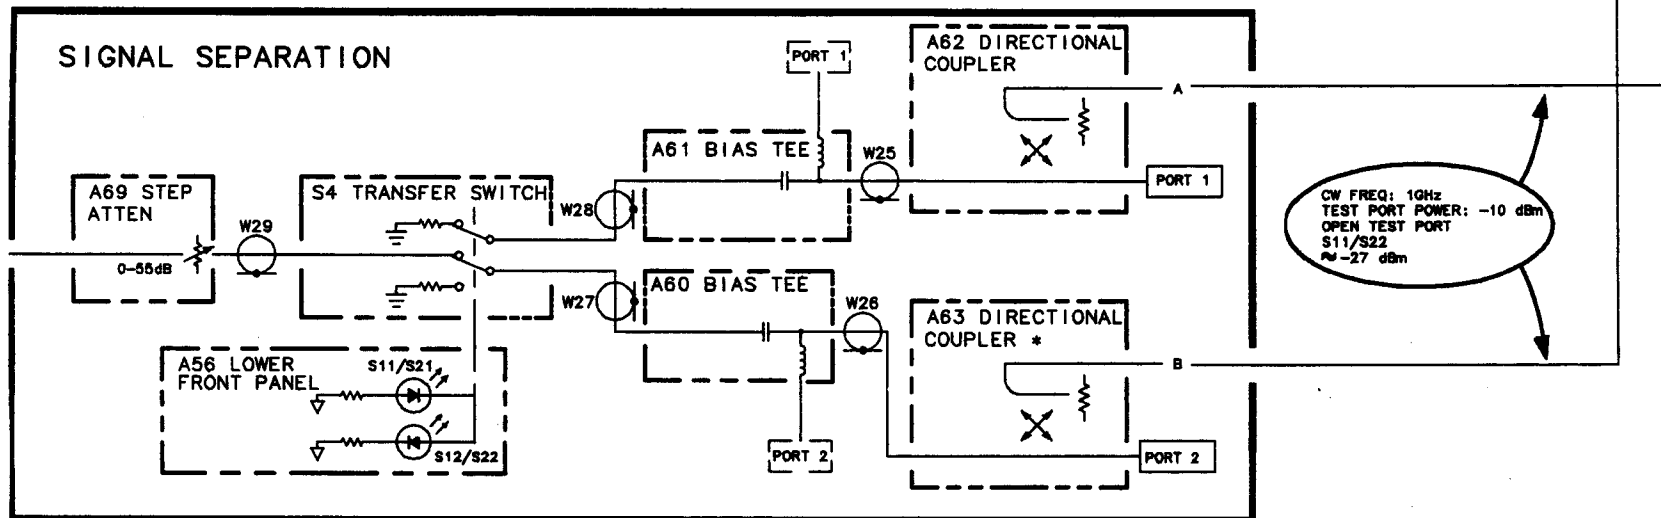 SIGNAL SEPARATION
PORT 1
A62 DIRECTIONAL
COUPLER
A
A61 BIAS TEE
W25
PORT 1
A69 STEP
ATTEN
0-55dB
W29
S4 TRANSFER SWITCH
W28
W27
A60 BIAS TEE
W26
A63 DIRECTIONAL
COUPLER *
B
PORT 2
PORT 2
A56 LOWER
FRONT PANEL
S11/S21
S12/S22
CW FREQ: 1GHz
TEST PORT POWER: -10 dBm
OPEN TEST PORT
S11/S22
≈ -27 dBm